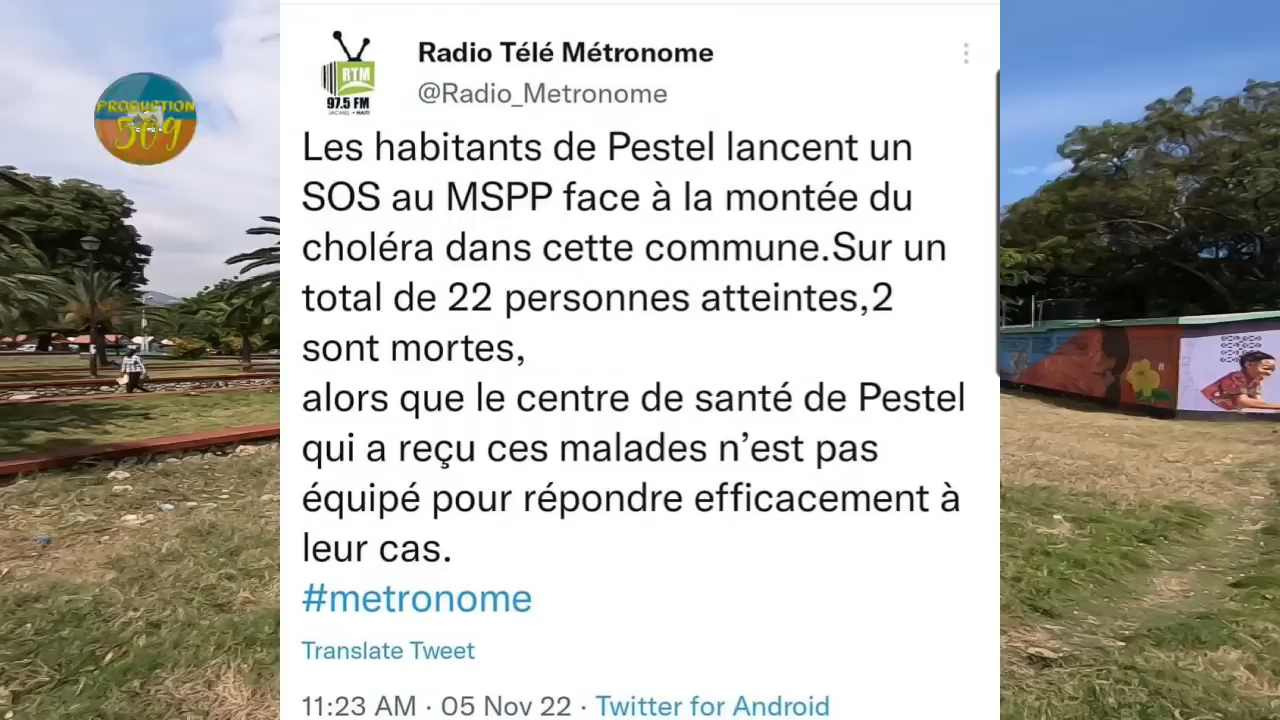 PRODUCTION
509
RTM
97.5 FM
JACMEL • HAITI
Radio Télé Métronome
@Radio_Metronome
Les habitants de Pestel lancent un
SOS au MSPP face à la montée du
choléra dans cette commune.Sur un
total de 22 personnes atteintes,2
sont mortes,
alors que le centre de santé de Pestel
qui a reçu ces malades n’est pas
équipé pour répondre efficacement à
leur cas.
#metronome
Translate Tweet
11:23 AM · 05 Nov 22 · Twitter for Android